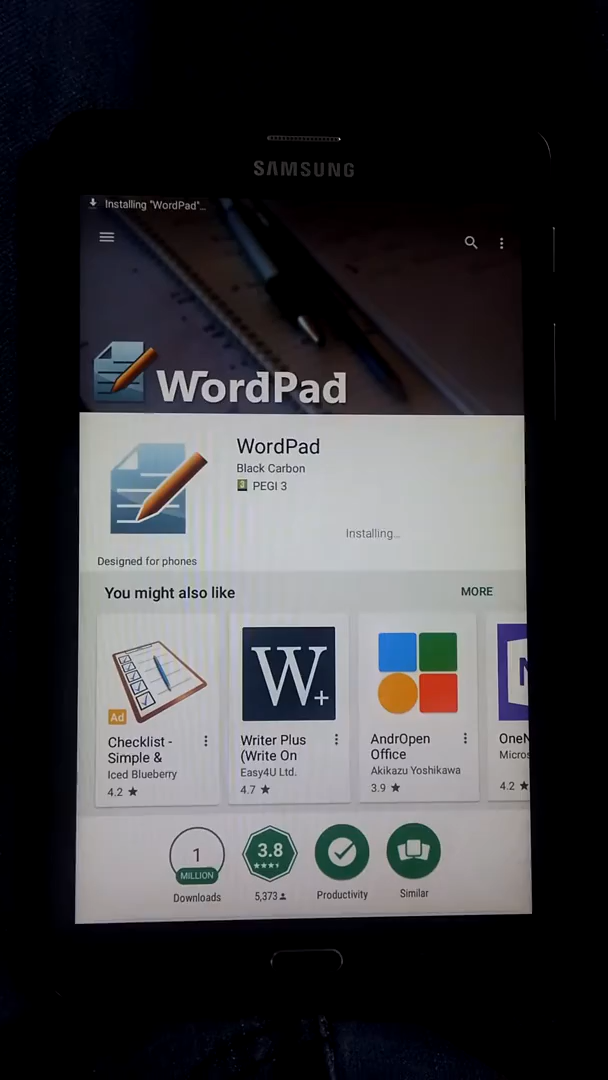 SAMSUNG
Installing "WordPad"...
WordPad
WordPad
Black Carbon
3 PEGI 3
Installing...
Designed for phones
You might also like
MORE
W+
N
Ad
Checklist -
Simple &
Iced Blueberry
4.2 ★
Writer Plus
(Write On
Easy4U Ltd.
4.7 ★
AndrOpen
Office
Akikazu Yoshikawa
3.9 ★
OneN
Micros
4.2 ★
1
MILLION
Downloads
3.8
5,373
Productivity
Similar